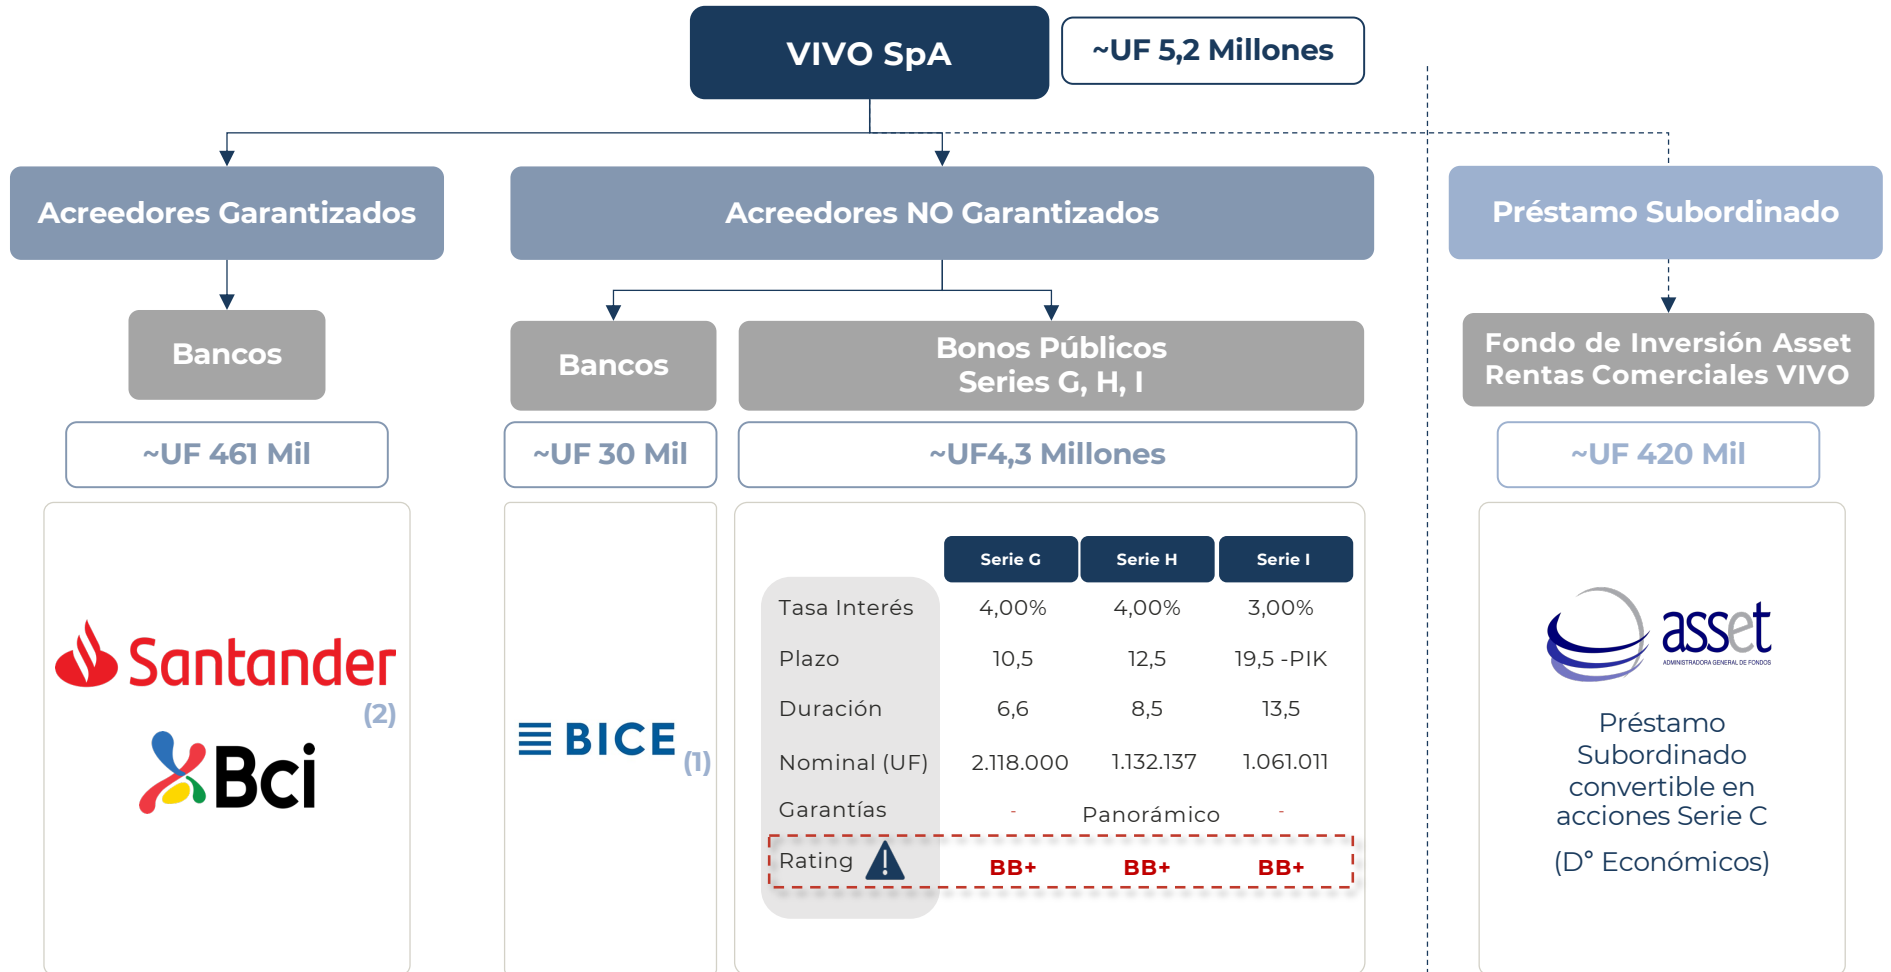 VIVO SpA
~UF 5,2 Millones
Acreedores Garantizados
Acreedores NO Garantizados
Préstamo Subordinado
Bancos
Bancos
Bonos Públicos
Series G, H, I
Fondo de Inversión Asset
Rentas Comerciales VIVO
~UF 461 Mil
~UF 30 Mil
~UF4,3 Millones
~UF 420 Mil
Santander
(2)
Bci
BICE
(1)
Serie G Serie H Serie I
Tasa Interés 4,00% 4,00% 3,00%
Plazo 10,5 12,5 19,5 -PIK
Duración 6,6 8,5 13,5
Nominal (UF) 2.118.000 1.132.137 1.061.011
Garantías - Panorámico -
Rating ! BB+ BB+ BB+
asset
ADMINISTRADORA GENERAL DE FONDOS
Préstamo
Subordinado
convertible en
acciones Serie C
(D° Económicos)